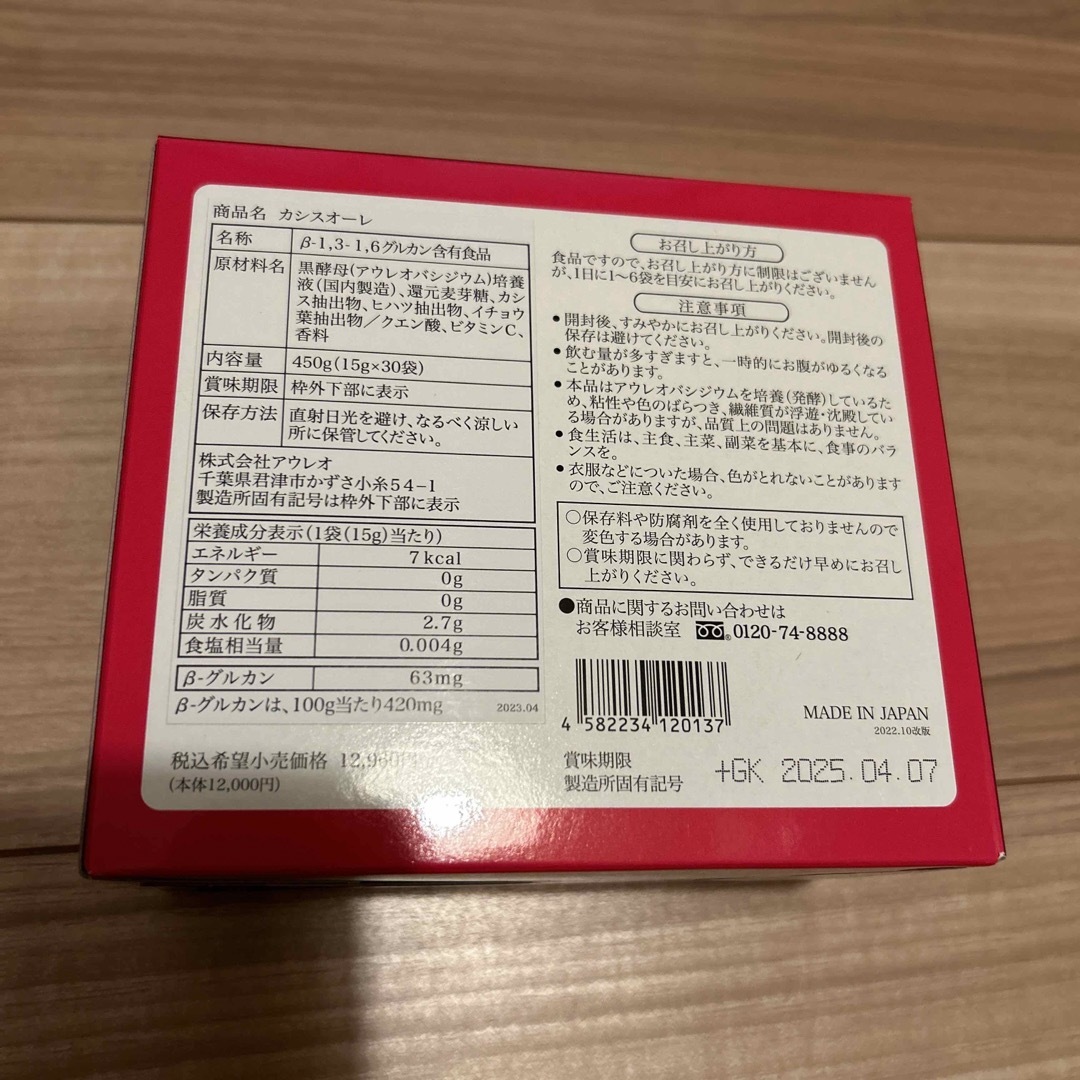 商品名 カシスオーレ
名称 β-1,3-1,6グルカン含有食品
原材料名 黒酵母(アウレオバシジウム)培養
液(国内製造)、還元麦芽糖、カシ
ス抽出物、ヒハツ抽出物、イチョウ
葉抽出物/クエン酸、ビタミンC、
香料
内容量 450g(15g×30袋)
賞味期限 枠外下部に表示
保存方法 直射日光を避け、なるべく涼しい
所に保管してください。
株式会社アウレオ
千葉県君津市かずさ小糸54-1
製造所固有記号は枠外下部に表示
栄養成分表示(1袋(15g)当たり)
エネルギー 7kcal
タンパク質 0g
脂質 0g
炭水化物 2.7g
食塩相当量 0.004g
β-グルカン 63mg
β-グルカンは、100g当たり420mg
2023.04
税込希望小売価格 12,960円
(本体12,000円)
お召し上がり方
食品ですので、お召し上がり方に制限はございません
が、1日に1〜6袋を目安にお召し上がりください。
注意事項
●開封後、すみやかにお召し上がりください。開封後の
保存は避けてください。
●飲む量が多すぎますと、一時的にお腹がゆるくなる
ことがあります。
●本品はアウレオバシジウムを培養(発酵)しているた
め、粘性や色のばらつき、繊維質が浮遊・沈殿してい
る場合がありますが、品質上の問題はありません。
●食生活は、主食、主菜、副菜を基本に、食事のバラ
ンスを。
●衣服などについた場合、色がとれないことがあります
ので、ご注意ください。
○保存料や防腐剤を全く使用しておりませんので
変色する場合があります。
○賞味期限に関わらず、できるだけ早めにお召し
上がりください。
●商品に関するお問い合わせは
お客様相談室 0120-74-8888
4 582234 120137
MADE IN JAPAN
2022.10改版
賞味期限
製造所固有記号
+GK 2025.04.07